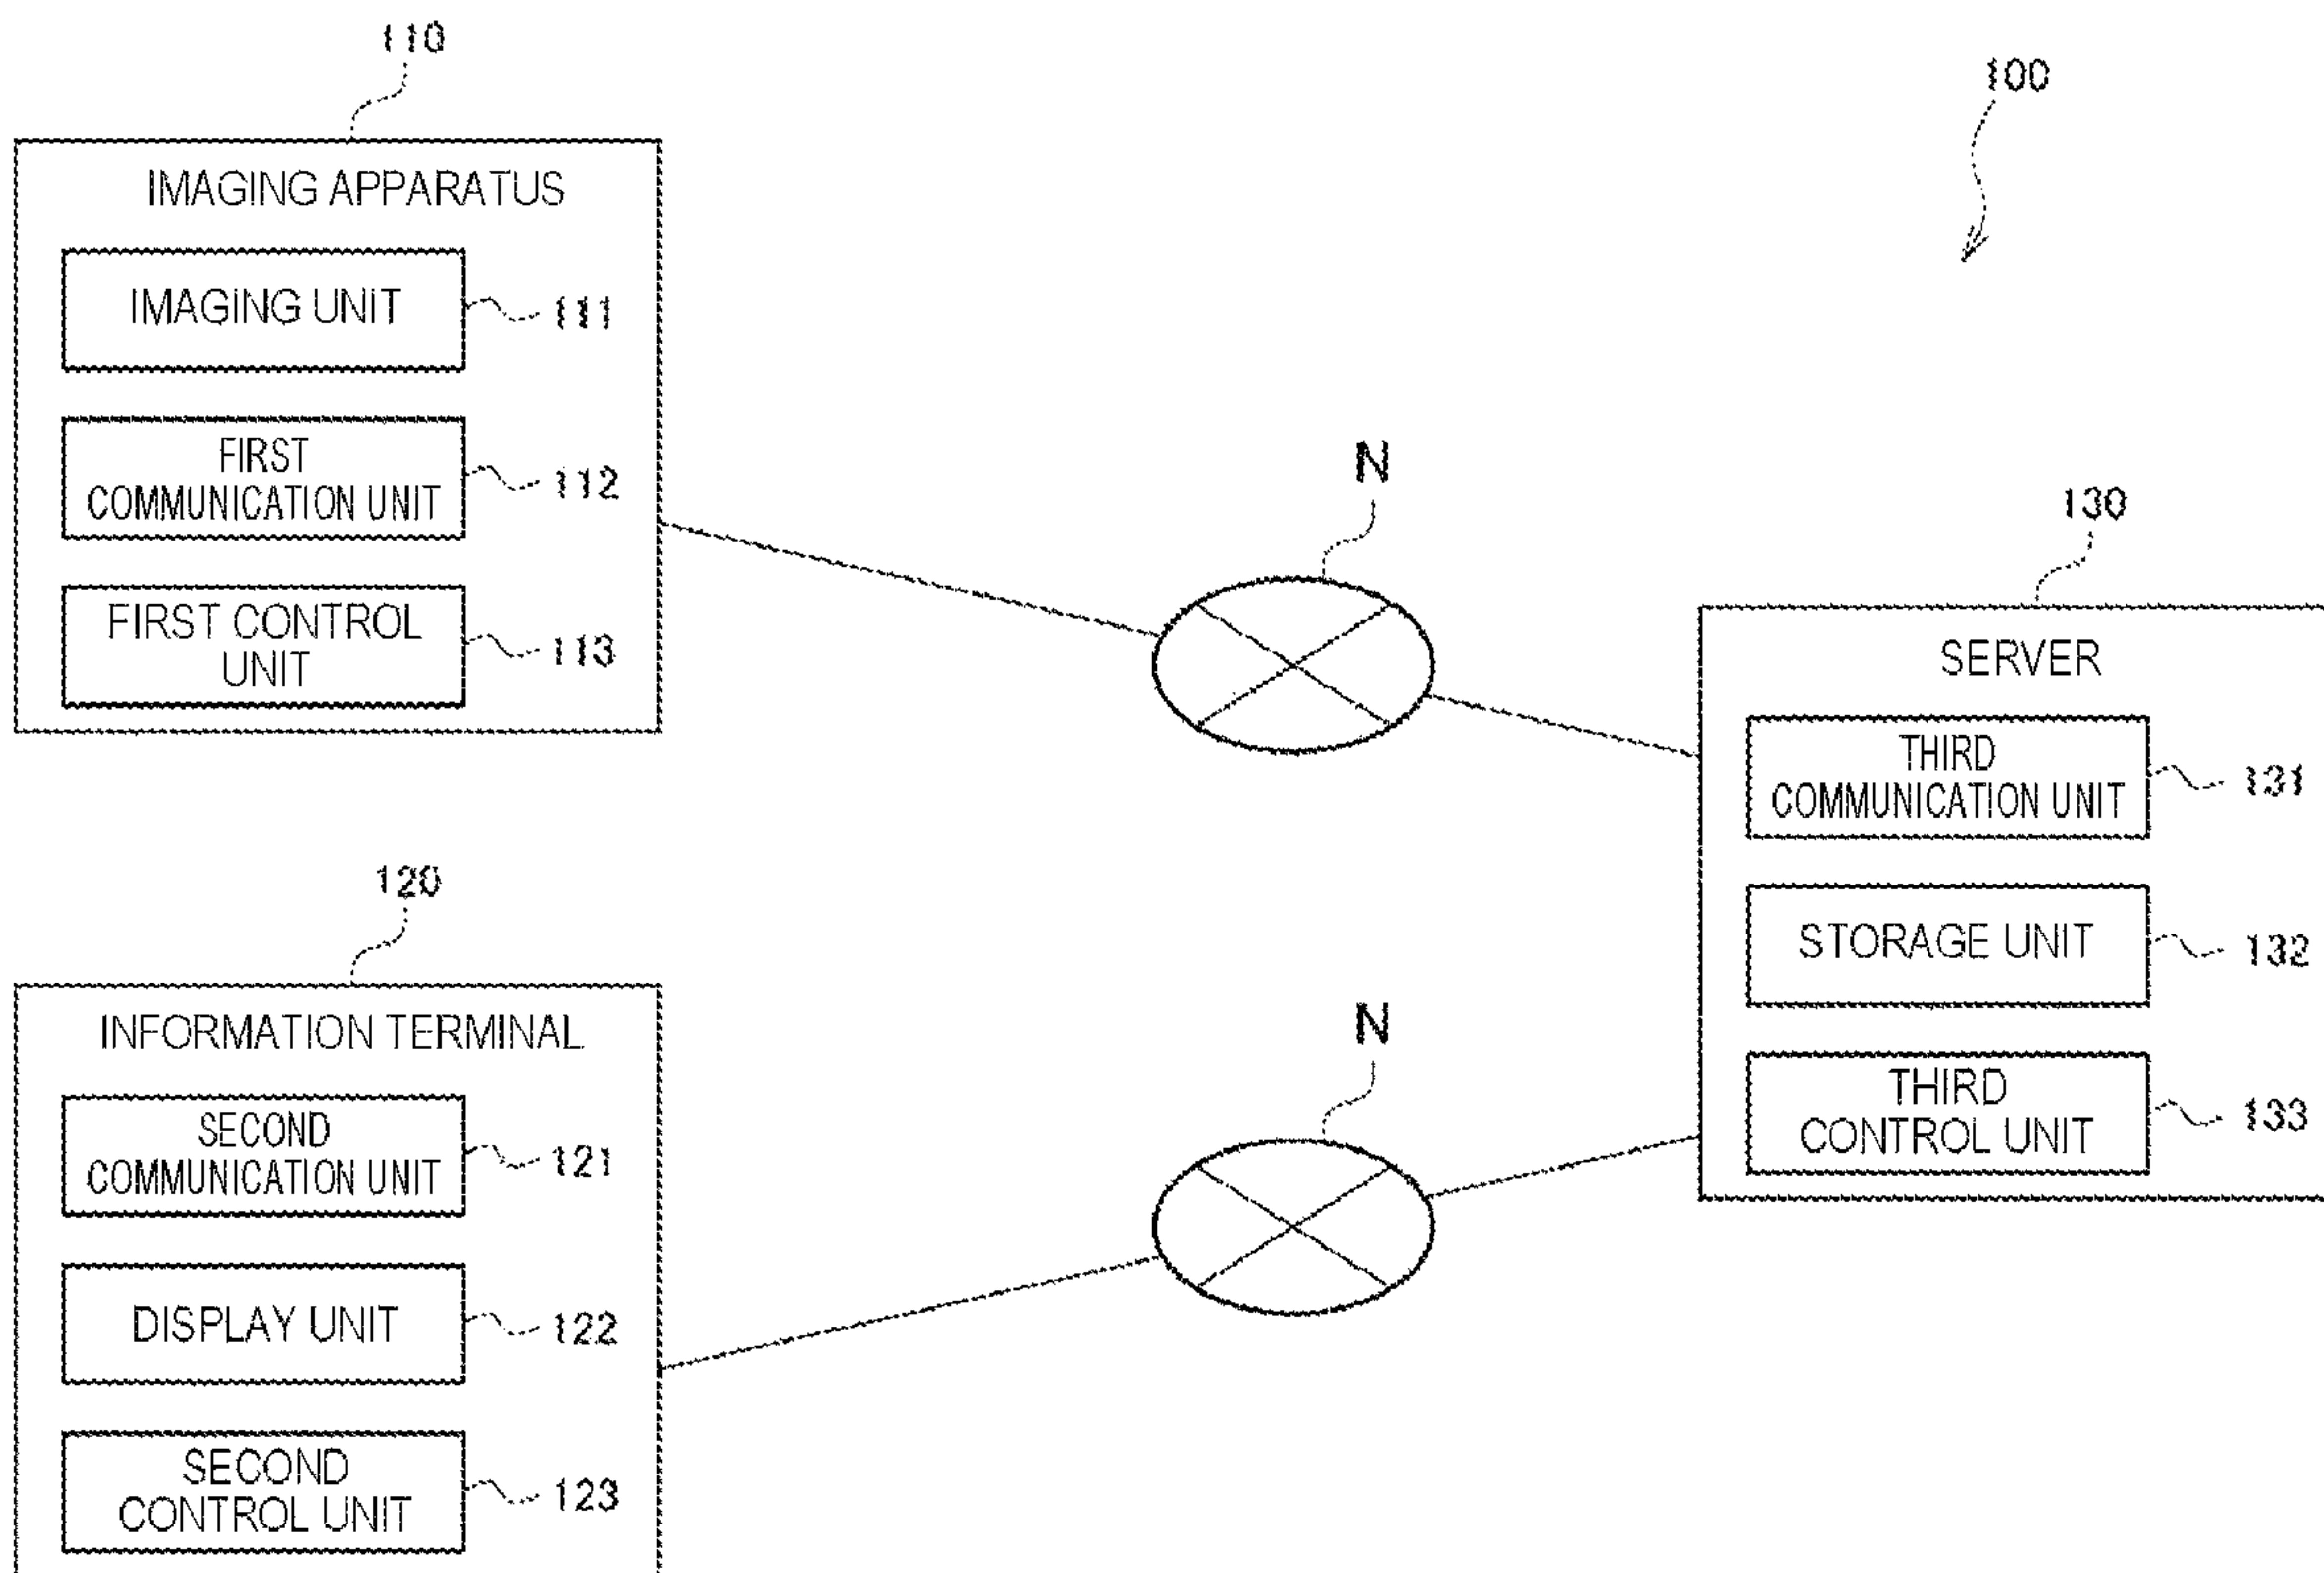 110
100
IMAGING APPARATUS
IMAGING UNIT
111
FIRST
COMMUNICATION UNIT
112
FIRST CONTROL
UNIT
113
N
130
SERVER
THIRD
COMMUNICATION UNIT
131
STORAGE UNIT
132
THIRD
CONTROL UNIT
133
120
INFORMATION TERMINAL
SECOND
COMMUNICATION UNIT
121
DISPLAY UNIT
122
SECOND
CONTROL UNIT
123
N